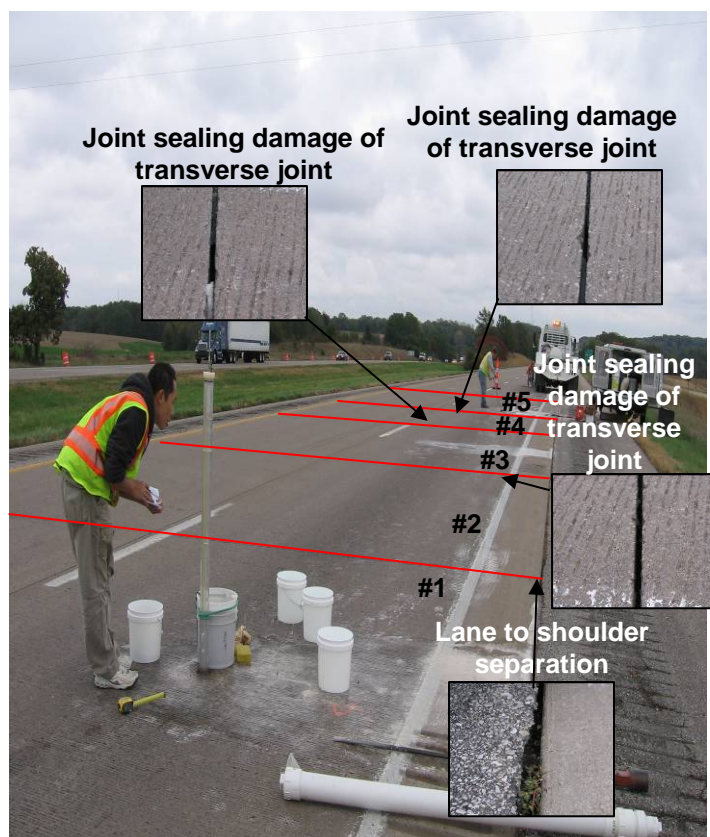 Joint sealing damage of
transverse joint
Joint sealing damage
of transverse joint
Joint sealing
damage of
transverse
joint
#5
#4
#3
#2
#1
Lane to shoulder
separation